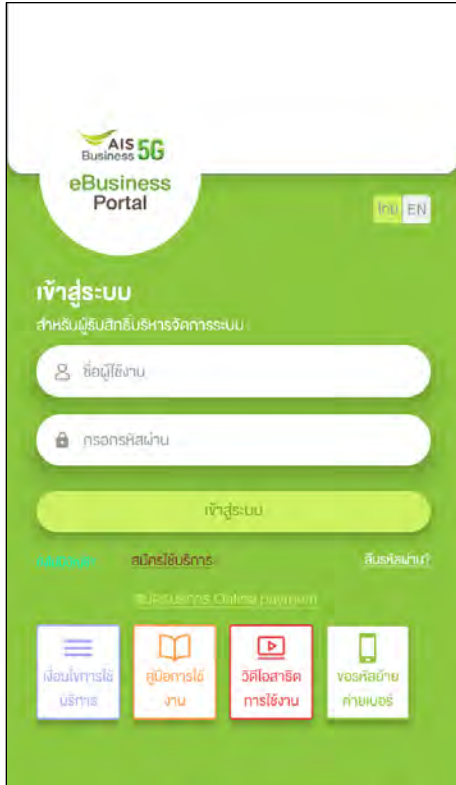 AIS 5G
Business
eBusiness
Portal
ไทย EN
เข้าสู่ระบบ
สำหรับผู้รับสิทธิ์บริหารจัดการระบบ
ชื่อผู้ใช้งาน
กรอกรหัสผ่าน
เข้าสู่ระบบ
สมัครใช้บริการ ลืมรหัสผ่าน?
สมัครบริการ Online payment
เงื่อนไขการใช้
บริการ
คู่มือการใช้
งาน
วิดีโอสาธิต
การใช้งาน
ขอรหัสย้าย
ค่ายเบอร์